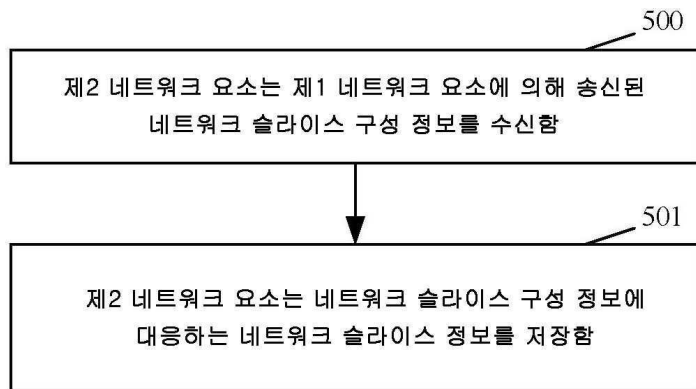 500
제2 네트워크 요소는 제1 네트워크 요소에 의해 송신된
네트워크 슬라이스 구성 정보를 수신함
501
제2 네트워크 요소는 네트워크 슬라이스 구성 정보에
대응하는 네트워크 슬라이스 정보를 저장함